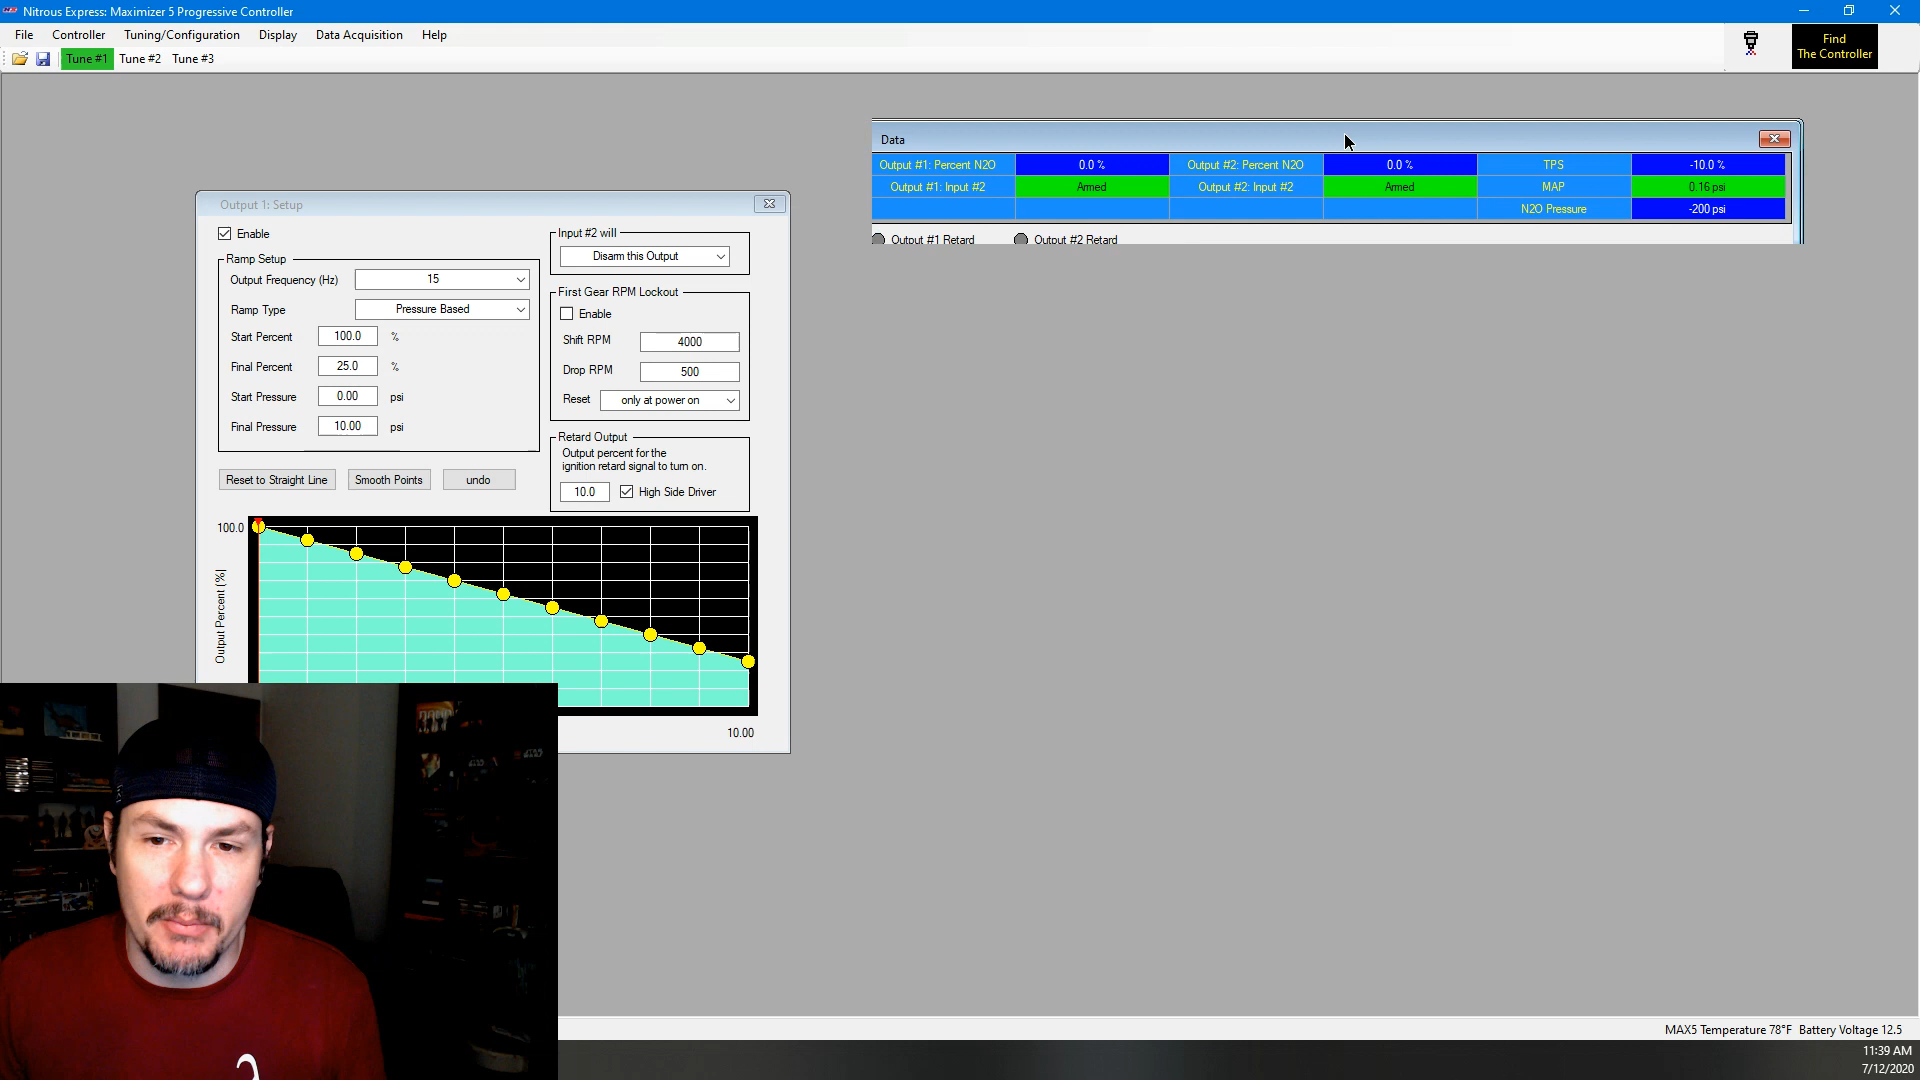 Nitrous Express: Maximizer 5 Progressive Controller
File Controller Tuning/Configuration Display Data Acquisition Help
Tune #1 Tune #2 Tune #3
Find
The Controller
Data
Output #1: Percent N2O 0.0 % Output #2: Percent N2O 0.0 % TPS -10.0 %
Output #1: Input #2 Armed Output #2: Input #2 Armed MAP 0.16 psi
N2O Pressure -200 psi
Output #1 Retard Output #2 Retard
Output 1: Setup
Enable
Ramp Setup
Output Frequency (Hz) 15
Ramp Type Pressure Based
Start Percent 100.0 %
Final Percent 25.0 %
Start Pressure 0.00 psi
Final Pressure 10.00 psi
Reset to Straight Line Smooth Points undo
Input #2 will
Disarm this Output
First Gear RPM Lockout
Enable
Shift RPM 4000
Drop RPM 500
Reset only at power on
Retard Output
Output percent for the
ignition retard signal to turn on.
10.0 High Side Driver
100.0
Output Percent (%)
10.00
MAX5 Temperature 78°F Battery Voltage 12.5
11:39 AM
7/12/2020